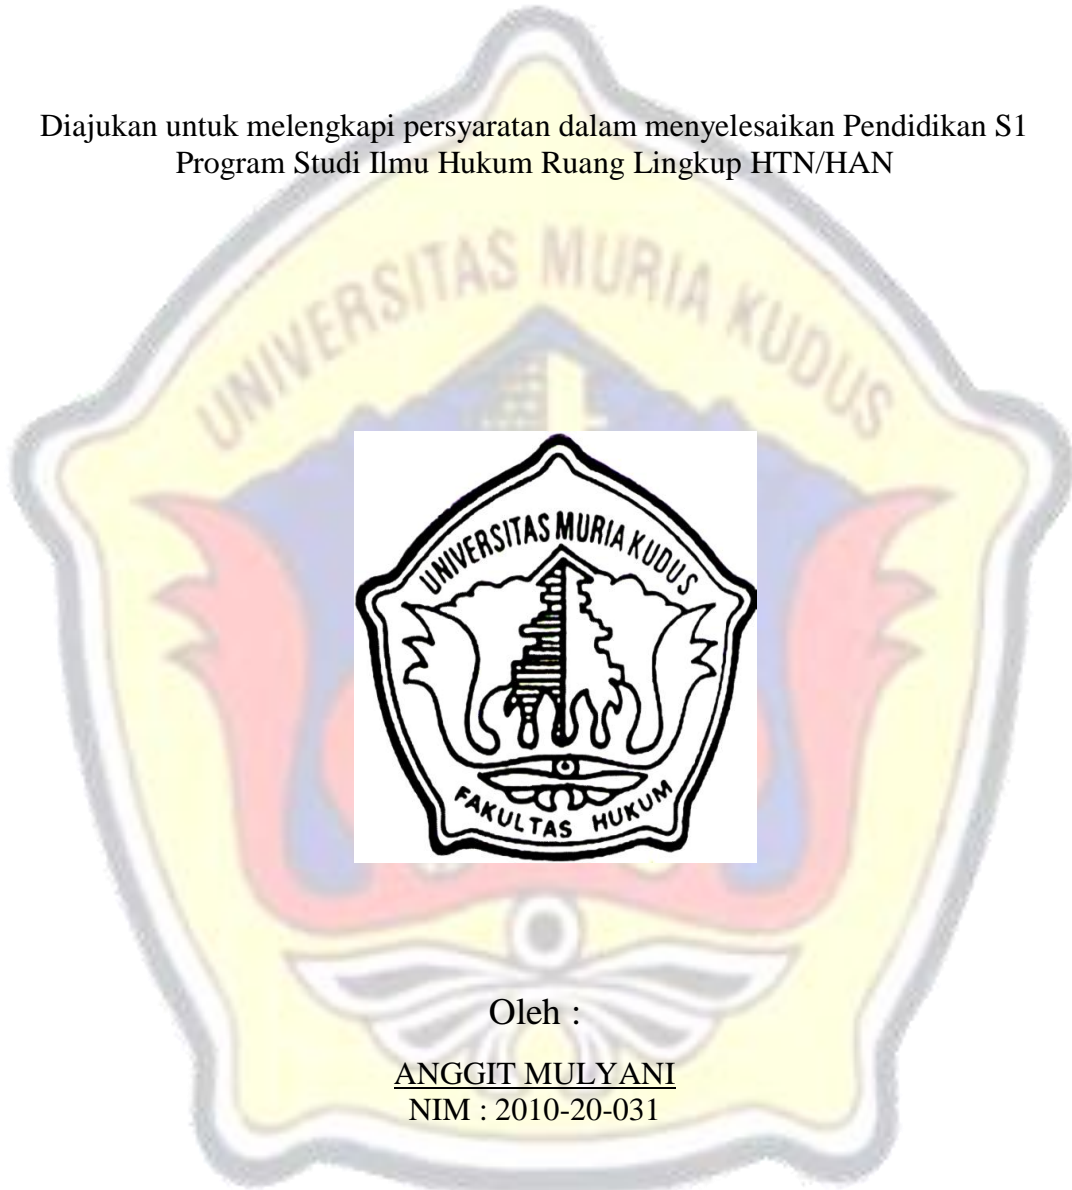 Diajukan untuk melengkapi persyaratan dalam menyelesaikan Pendidikan S1
Program Studi Ilmu Hukum Ruang Lingkup HTN/HAN
UNIVERSITAS MURIA KUDUS
UNIVERSITAS MURIA KUDUS
FAKULTAS HUKUM
Oleh :
ANGGIT MULYANI
NIM : 2010-20-031